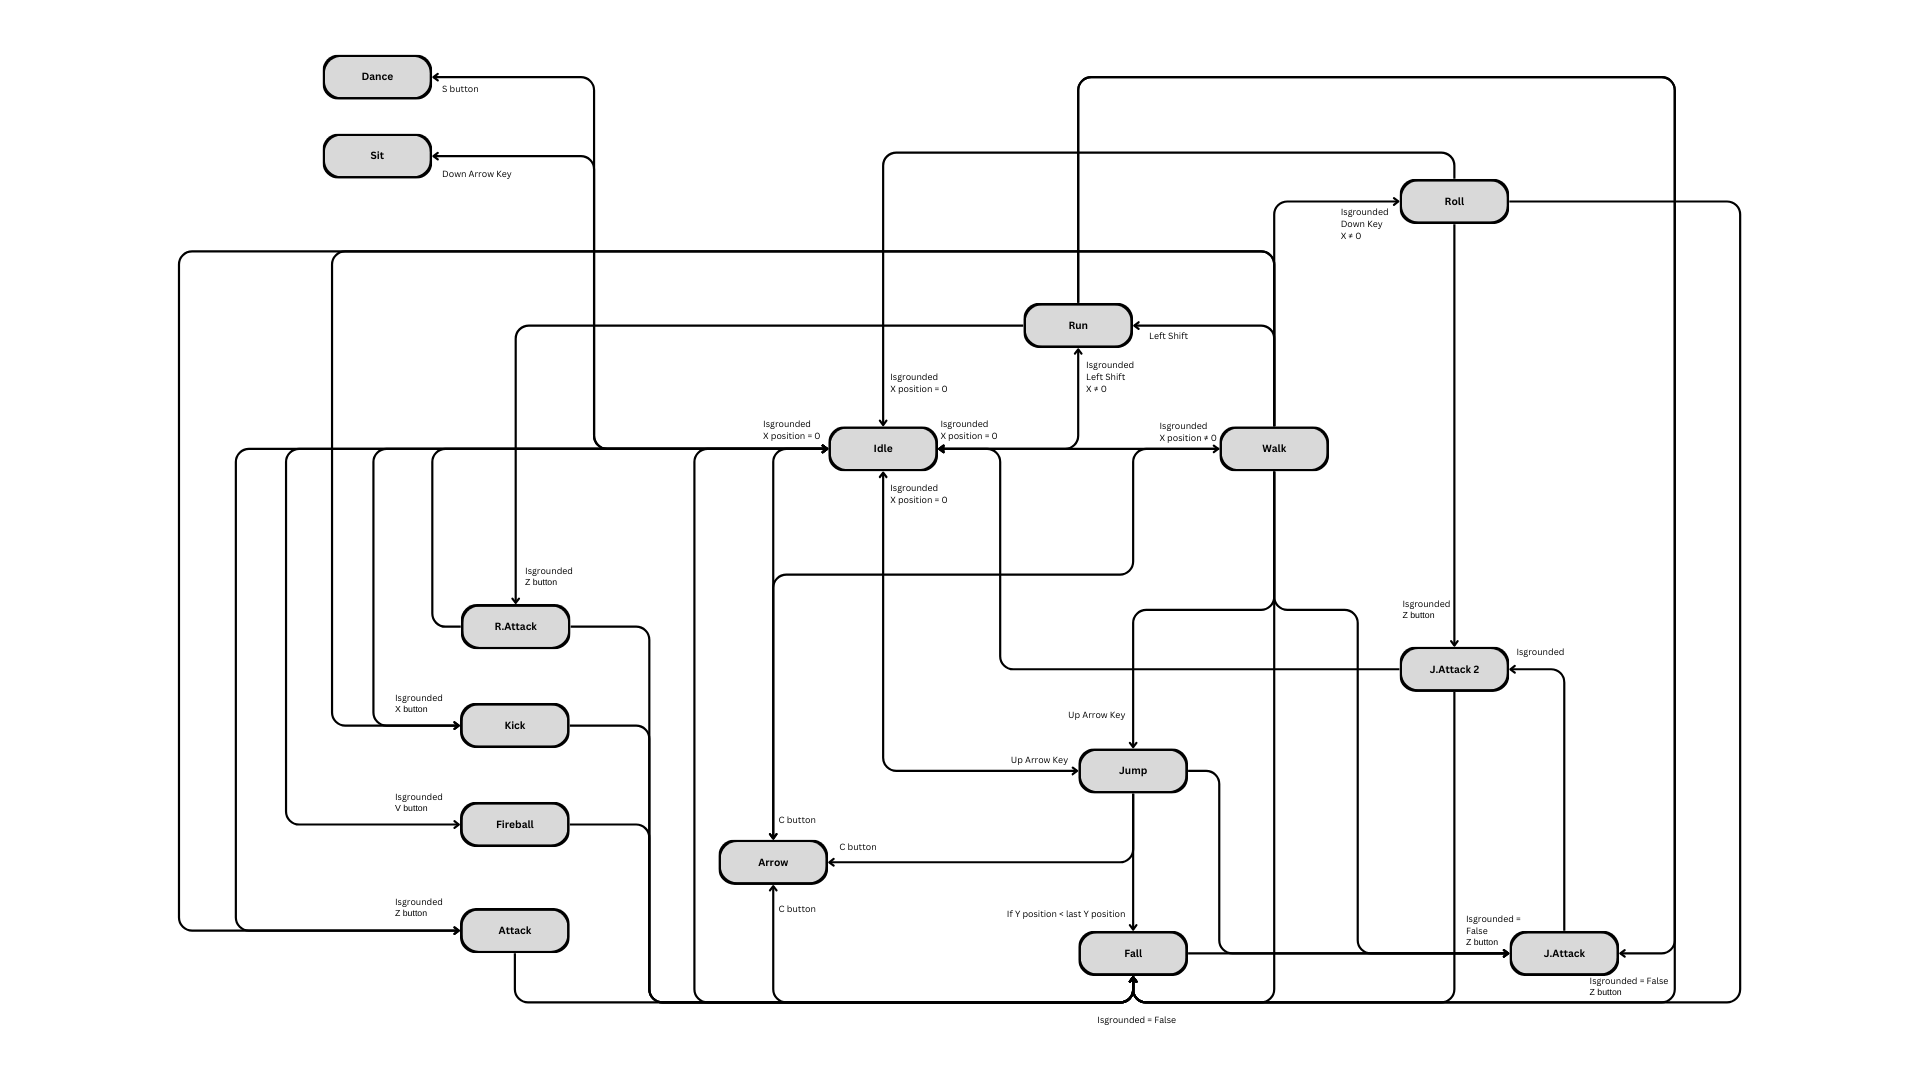 Dance
S button
Sit
Down Arrow Key
Roll
Isgrounded
Down Key
X ≠ 0
Run
Left Shift
Isgrounded
Left Shift
X ≠ 0
Isgrounded
X position = 0
Isgrounded
X position = 0
Idle
Isgrounded
X position = 0
Isgrounded
X position ≠ 0
Walk
Isgrounded
X position = 0
Isgrounded
Z button
R.Attack
Isgrounded
Z button
Isgrounded
J.Attack 2
Isgrounded
X button
Kick
Up Arrow Key
Up Arrow Key
Jump
Isgrounded
V button
Fireball
C button
C button
Arrow
C button
Isgrounded
Z button
Attack
If Y position < last Y position
Fall
Isgrounded =
False
Z button
J.Attack
Isgrounded = False
Z button
Isgrounded = False